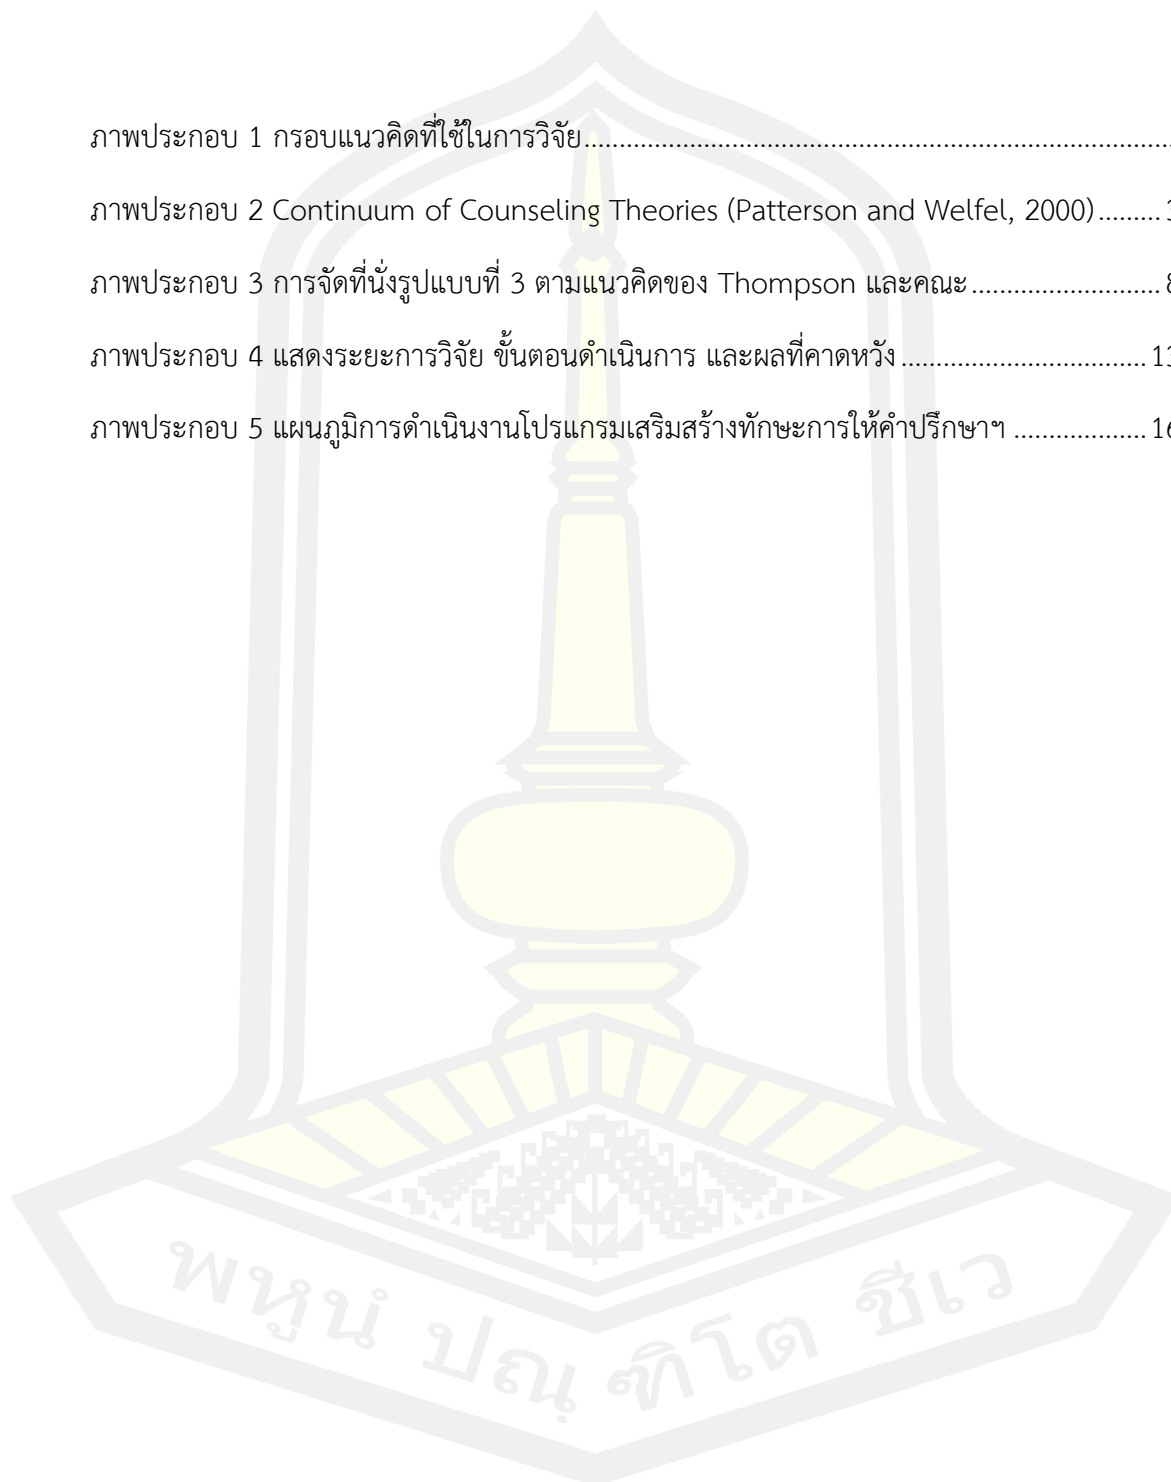 ภาพประกอบ 1 กรอบแนวคิดที่ใช้ในการวิจัย....................................................................................
ภาพประกอบ 2 Continuum of Counseling Theories (Patterson and Welfel, 2000).........
ภาพประกอบ 3 การจัดที่นั่งรูปแบบที่ 3 ตามแนวคิดของ Thompson และคณะ...........................
ภาพประกอบ 4 แสดงระยะการวิจัย ขั้นตอนดำเนินการ และผลที่คาดหวัง...................................
ภาพประกอบ 5 แผนภูมิการดำเนินงานโปรแกรมเสริมสร้างทักษะการให้คำปรึกษาฯ...................
พหูนํ ปณฺฑิโต ชีเว